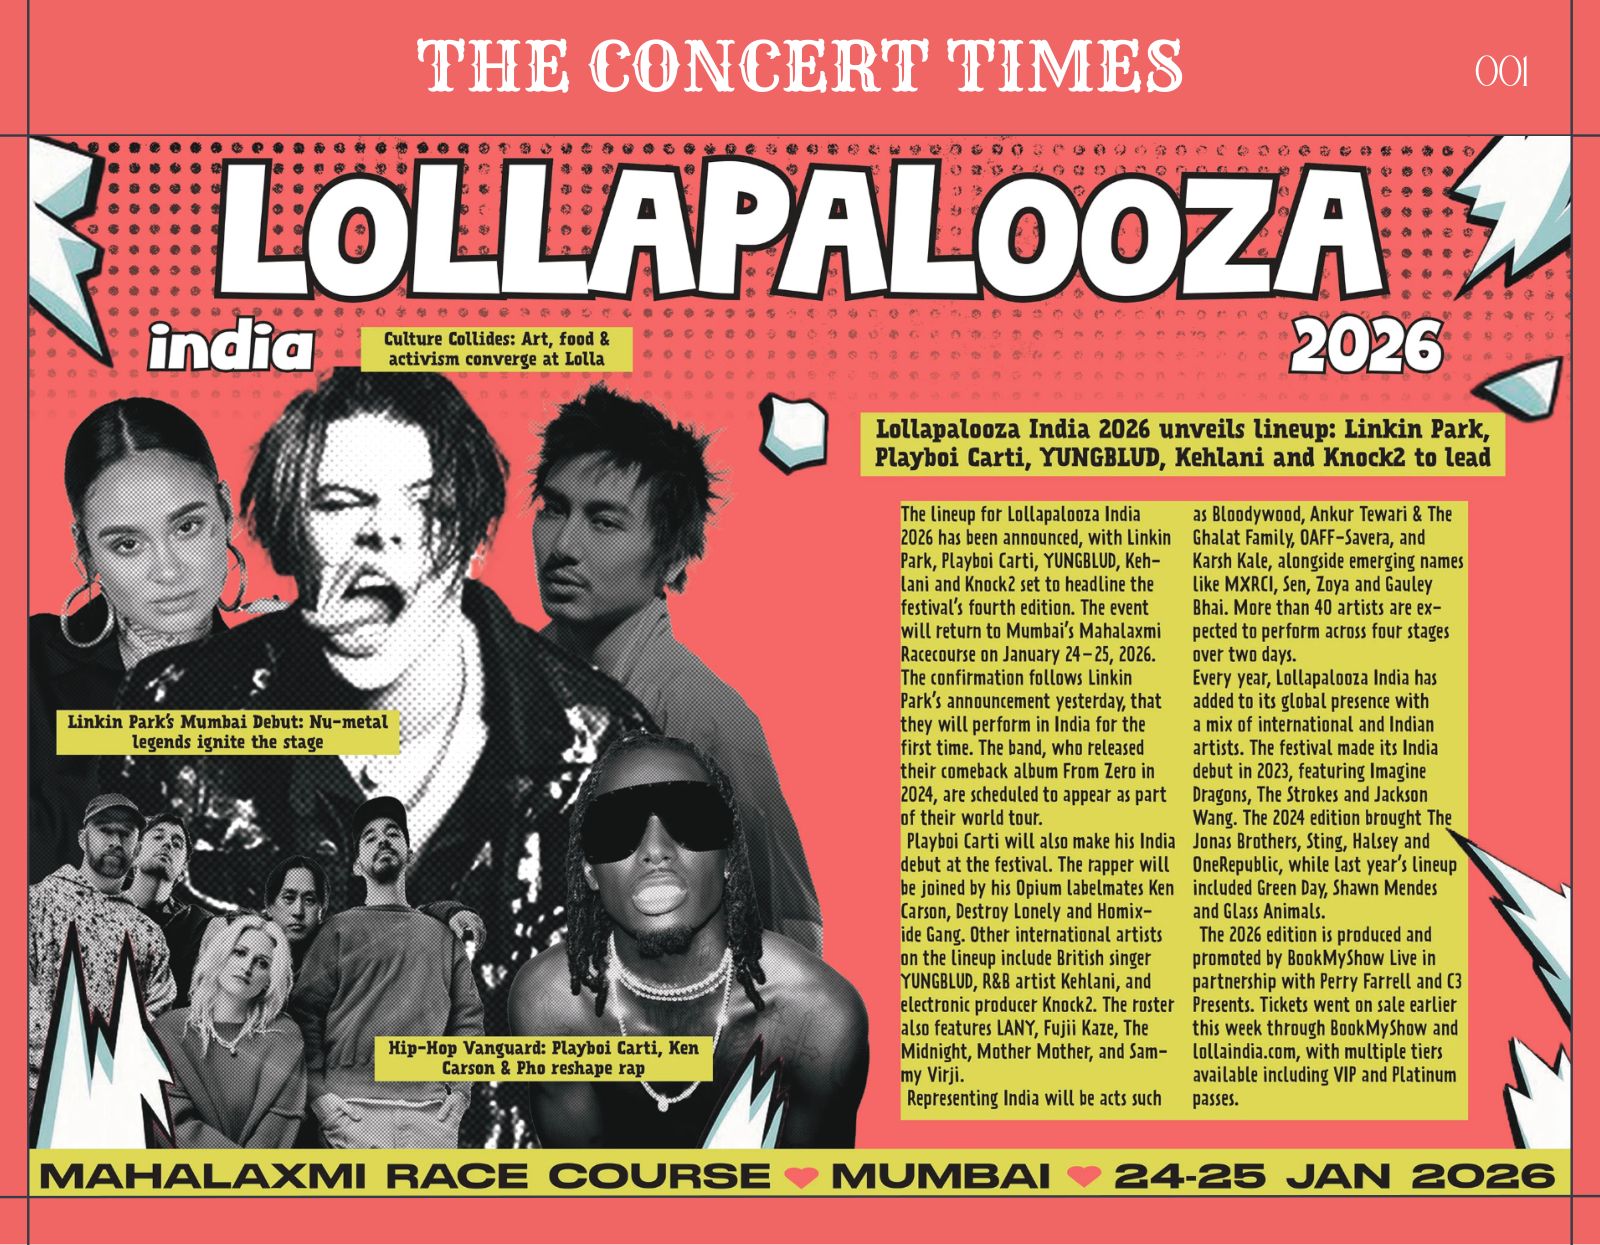 THE CONCERT TIMES
001
LOLLAPALOOZA
india
2026
Culture Collides: Art, food &
activism converge at Lolla
Lollapalooza India 2026 unveils lineup: Linkin Park,
Playboi Carti, YUNGBLUD, Kehlani and Knock2 to lead
Linkin Park's Mumbai Debut: Nu-metal
legends ignite the stage
Hip-Hop Vanguard: Playboi Carti, Ken
Carson & Pho reshape rap
The lineup for Lollapalooza India
2026 has been announced, with Linkin
Park, Playboi Carti, YUNGBLUD, Keh-
lani and Knock2 set to headline the
festival's fourth edition. The event
will return to Mumbai's Mahalaxmi
Racecourse on January 24–25, 2026.
The confirmation follows Linkin
Park's announcement yesterday, that
they will perform in India for the
first time. The band, who released
their comeback album From Zero in
2024, are scheduled to appear as part
of their world tour.
Playboi Carti will also make his India
debut at the festival. The rapper will
be joined by his Opium labelmates Ken
Carson, Destroy Lonely and Homix-
ide Gang. Other international artists
on the lineup include British singer
YUNGBLUD, R&B artist Kehlani, and
electronic producer Knock2. The roster
also features LANY, Fujii Kaze, The
Midnight, Mother Mother, and Sam-
my Virji.
Representing India will be acts such
as Bloodywood, Ankur Tewari & The
Ghalat Family, OAFF-Savera, and
Karsh Kale, alongside emerging names
like MXRCI, Sen, Zoya and Gauley
Bhai. More than 40 artists are ex-
pected to perform across four stages
over two days.
Every year, Lollapalooza India has
added to its global presence with
a mix of international and Indian
artists. The festival made its India
debut in 2023, featuring Imagine
Dragons, The Strokes and Jackson
Wang. The 2024 edition brought The
Jonas Brothers, Sting, Halsey and
OneRepublic, while last year's lineup
included Green Day, Shawn Mendes
and Glass Animals.
The 2026 edition is produced and
promoted by BookMyShow Live in
partnership with Perry Farrell and C3
Presents. Tickets went on sale earlier
this week through BookMyShow and
lollaindia.com, with multiple tiers
available including VIP and Platinum
passes.
MAHALAXMI RACE COURSE ♥ MUMBAI ♥ 24-25 JAN 2026